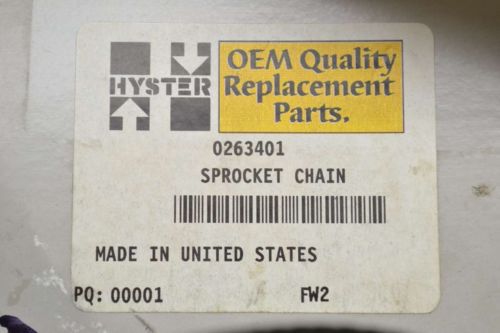 HYSTER
OEM Quality
Replacement
Parts.
0263401
SPROCKET CHAIN
MADE IN UNITED STATES
PQ: 00001 FW2